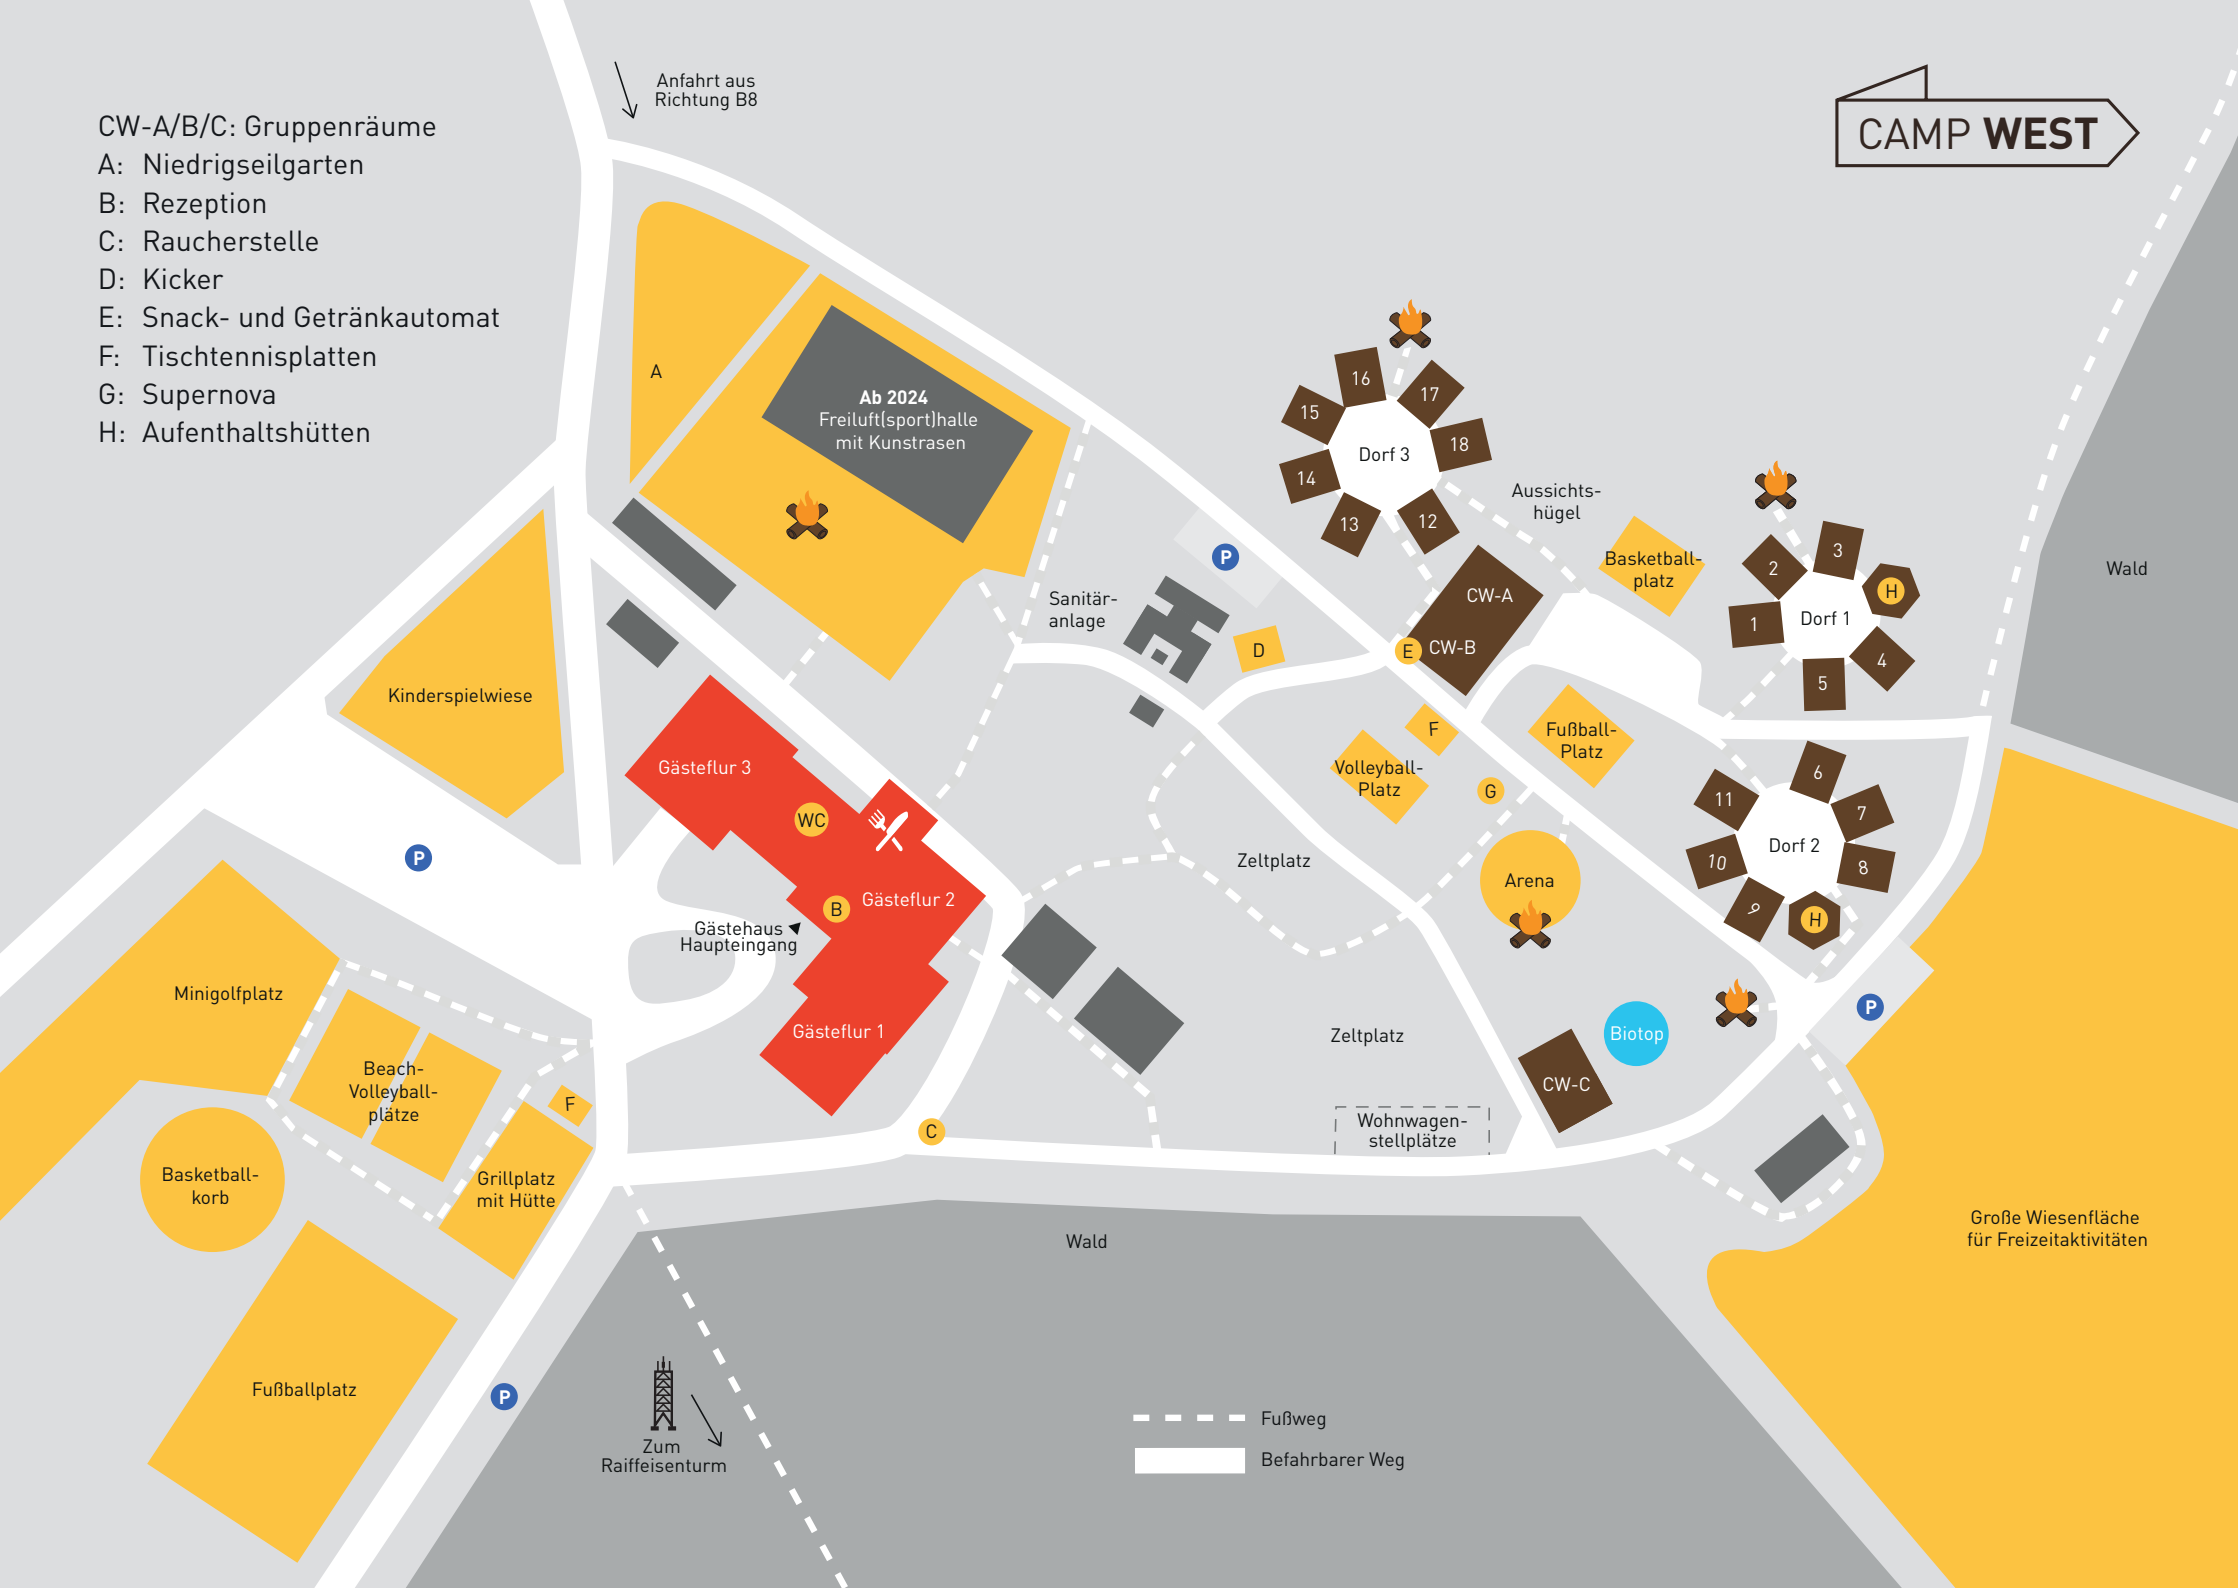 CW-A/B/C: Gruppenräume
A: Niedrigseilgarten
B: Rezeption
C: Raucherstelle
D: Kicker
E: Snack- und Getränkautomat
F: Tischtennisplatten
G: Supernova
H: Aufenthaltshütten
Anfahrt aus
Richtung B8
CAMP WEST
A
Ab 2024
Freiluft(sport)halle
mit Kunstrasen
16
17
15
18
Dorf 3
14
13
12
Aussichts-
hügel
P
Basketball-
platz
3
2
H
1
Dorf 1
4
5
Wald
Sanitär-
anlage
D
CW-A
E
CW-B
Kinderspielwiese
F
Fußball-
Platz
Volleyball-
Platz
G
Gästeflur 3
WC
P
6
11
7
Dorf 2
10
8
9
H
Zeltplatz
Arena
B
Gästeflur 2
Gästehaus
Haupteingang
Minigolfplatz
P
Gästeflur 1
Zeltplatz
Biotop
CW-C
Beach-
Volleyball-
plätze
F
C
Wohnwagen-
stellplätze
Basketball-
korb
Grillplatz
mit Hütte
Große Wiesenfläche
für Freizeitaktivitäten
Wald
Fußballplatz
P
Zum
Raiffeisenturm
Fußweg
Befahrbarer Weg